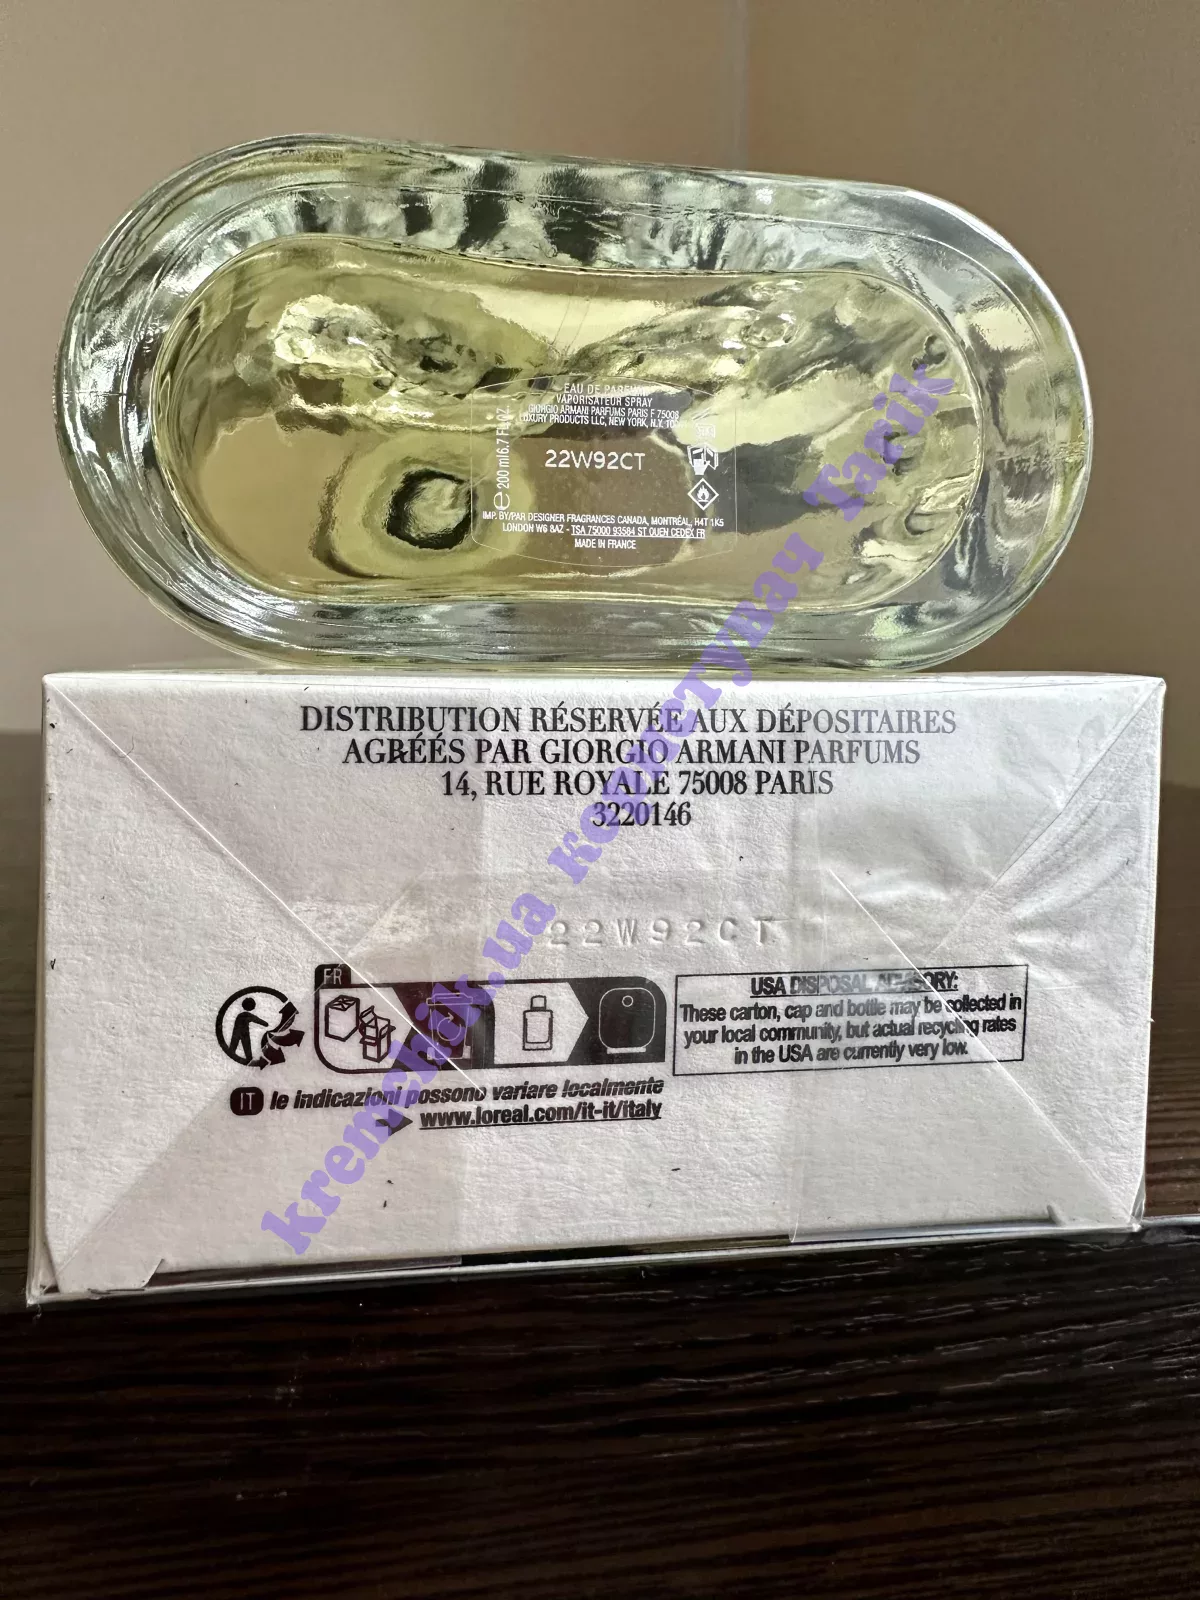 EAU DE PARFUM
VAPORISATEUR SPRAY
GIORGIO ARMANI PARFUMS PARIS F 75008
LUXURY PRODUCTS LLC, NEW YORK, N.Y.
e 200 ml 6.7 FL.OZ.
22W92CT
IMP. BY/PAR DESIGNER FRAGRANCES CANADA, MONTRÉAL, H4T 1K5
LONDON W6 8AZ - TSA 75000 93584 ST OUEN CEDEX FR
MADE IN FRANCE
DISTRIBUTION RÉSERVÉE AUX DÉPOSITAIRES
AGRÉÉS PAR GIORGIO ARMANI PARFUMS
14, RUE ROYALE 75008 PARIS
3220146
22W92CT
FR
USA DISPOSAL ADVISORY:
These carton, cap and bottle may be collected in
your local community, but actual recycling rates
in the USA are currently very low.
IT le indicazioni possono variare localmente
www.loreal.com/it-it/italy
kremchik.ua користувач Tarik